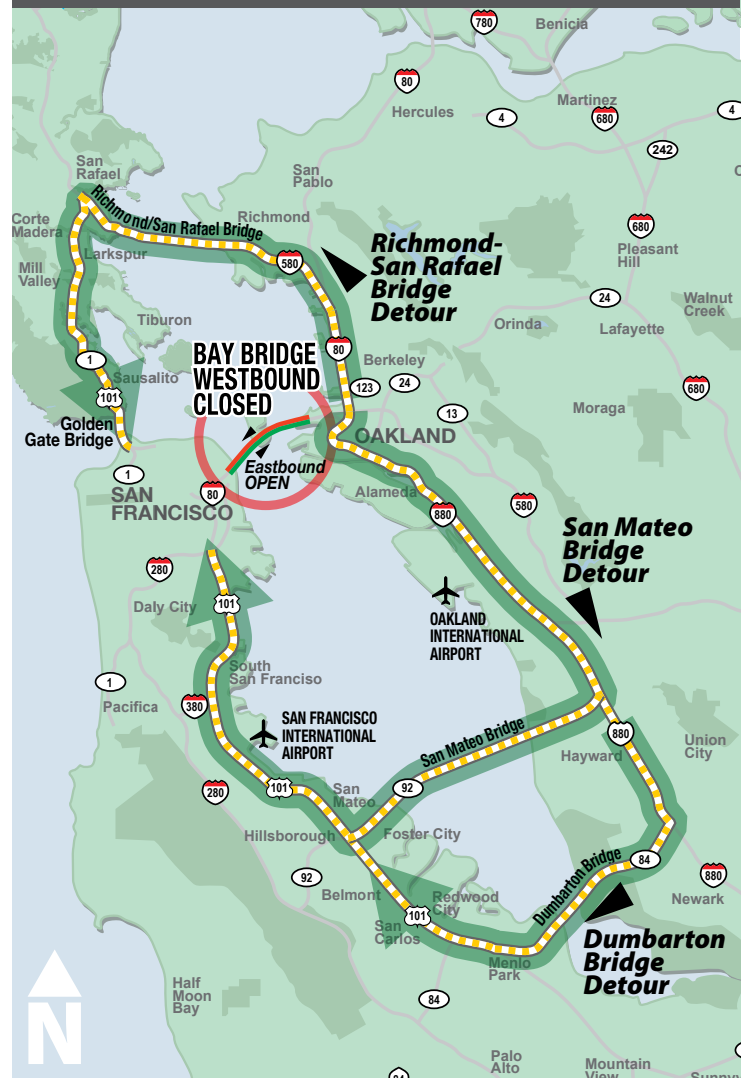 780
Benicia
80
Hercules
Martinez
4
680
4
242
San
Rafael
San
Pablo
Richmond/San Rafael Bridge
Richmond
Corte
Madera
Larkspur
580
Richmond-
San Rafael
Bridge
Detour
680
Pleasant
Hill
Mill
Valley
24
Walnut
Creek
Orinda
Lafayette
Tiburon
80
BAY BRIDGE
WESTBOUND
CLOSED
Berkeley
1
Sausalito
123
24
680
101
13
Moraga
Golden
Gate Bridge
OAKLAND
Eastbound
OPEN
1
SAN
FRANCISCO
80
Alameda
880
580
San Mateo
Bridge
Detour
280
Daly City
101
OAKLAND
INTERNATIONAL
AIRPORT
South
San Franciso
1
Pacifica
380
SAN FRANCISCO
INTERNATIONAL
AIRPORT
San Mateo Bridge
880
Hayward
Union
City
280
101
San
Mateo
92
Hillsborough
Foster City
92
Belmont
Redwood
City
101
San
Carlos
Dumbarton Bridge
84
880
Newark
Menlo
Park
Dumbarton
Bridge
Detour
Half
Moon
Bay
84
N
Palo
Alto
Mountain
View